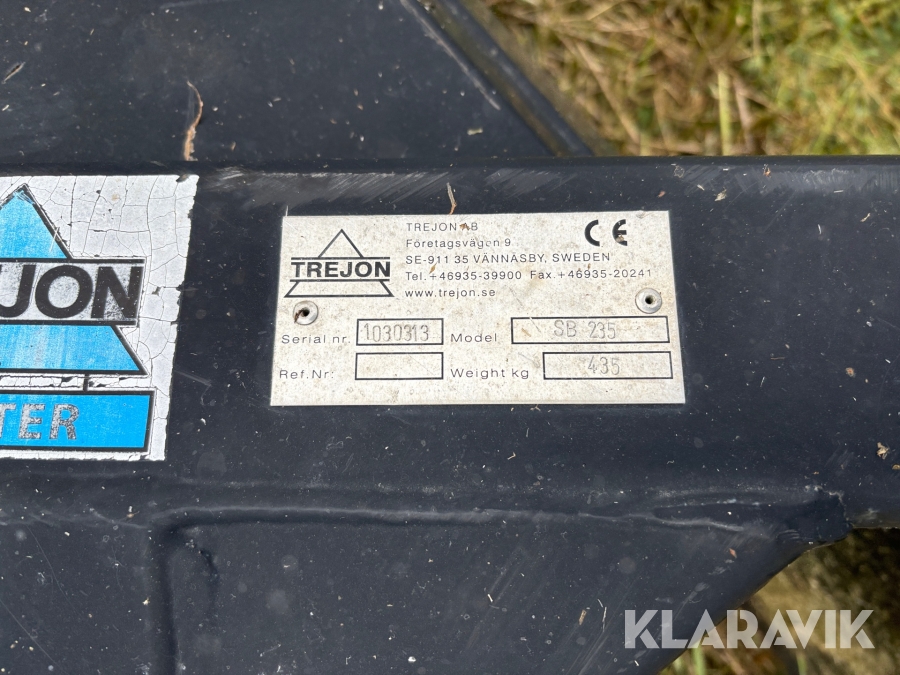 JON
TER
TREJON
TREJON AB
Företagsvägen 9
SE-911 35 VÄNNÄSBY, SWEDEN
Tel.+46935-39900 Fax.+46935-20241
www.trejon.se
CE
Serial nr. 1030313 Model SB 235
Ref.Nr: Weight kg 435
KLARAVIK